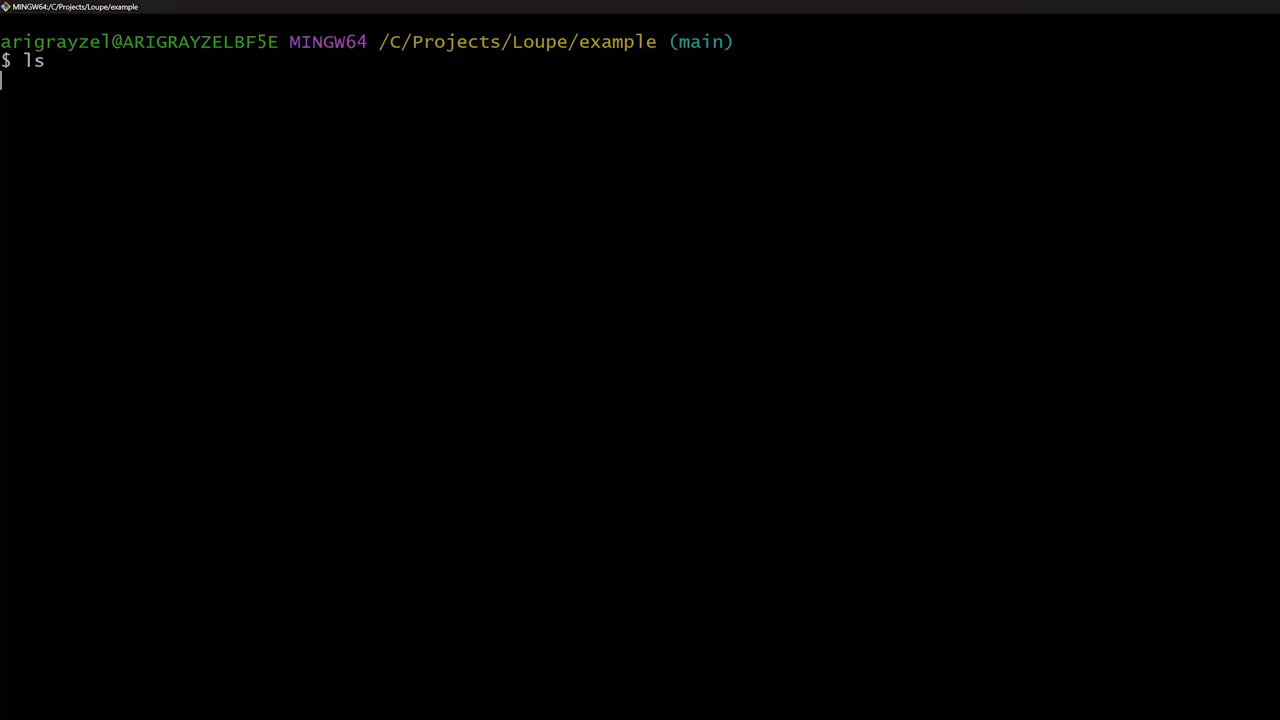 MINGW64:/C/Projects/Loupe/example
arigrayzel@ARIGRAYZELBF5E MINGW64 /C/Projects/Loupe/example (main)
$ ls